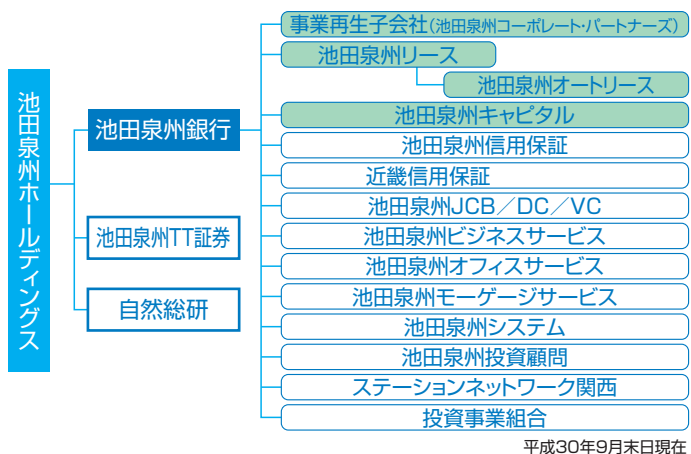 池田泉州ホールディングス
池田泉州銀行
池田泉州TT証券
自然総研
事業再生子会社(池田泉州コーポレート・パートナーズ)
池田泉州リース
池田泉州オートリース
池田泉州キャピタル
池田泉州信用保証
近畿信用保証
池田泉州JCB／DC／VC
池田泉州ビジネスサービス
池田泉州オフィスサービス
池田泉州モーゲージサービス
池田泉州システム
池田泉州投資顧問
ステーションネットワーク関西
投資事業組合
平成30年9月末日現在